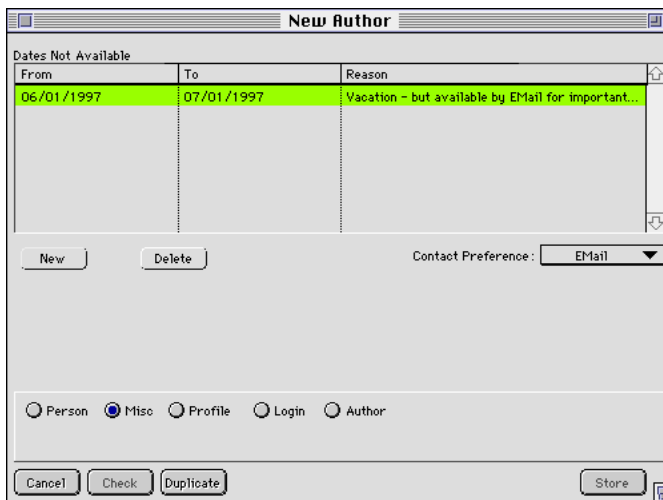 New Author
Dates Not Available
From To Reason
06/01/1997 07/01/1997 Vacation - but available by EMail for important...
New Delete Contact Preference : EMail
Person Misc Profile Login Author
Cancel Check Duplicate Store